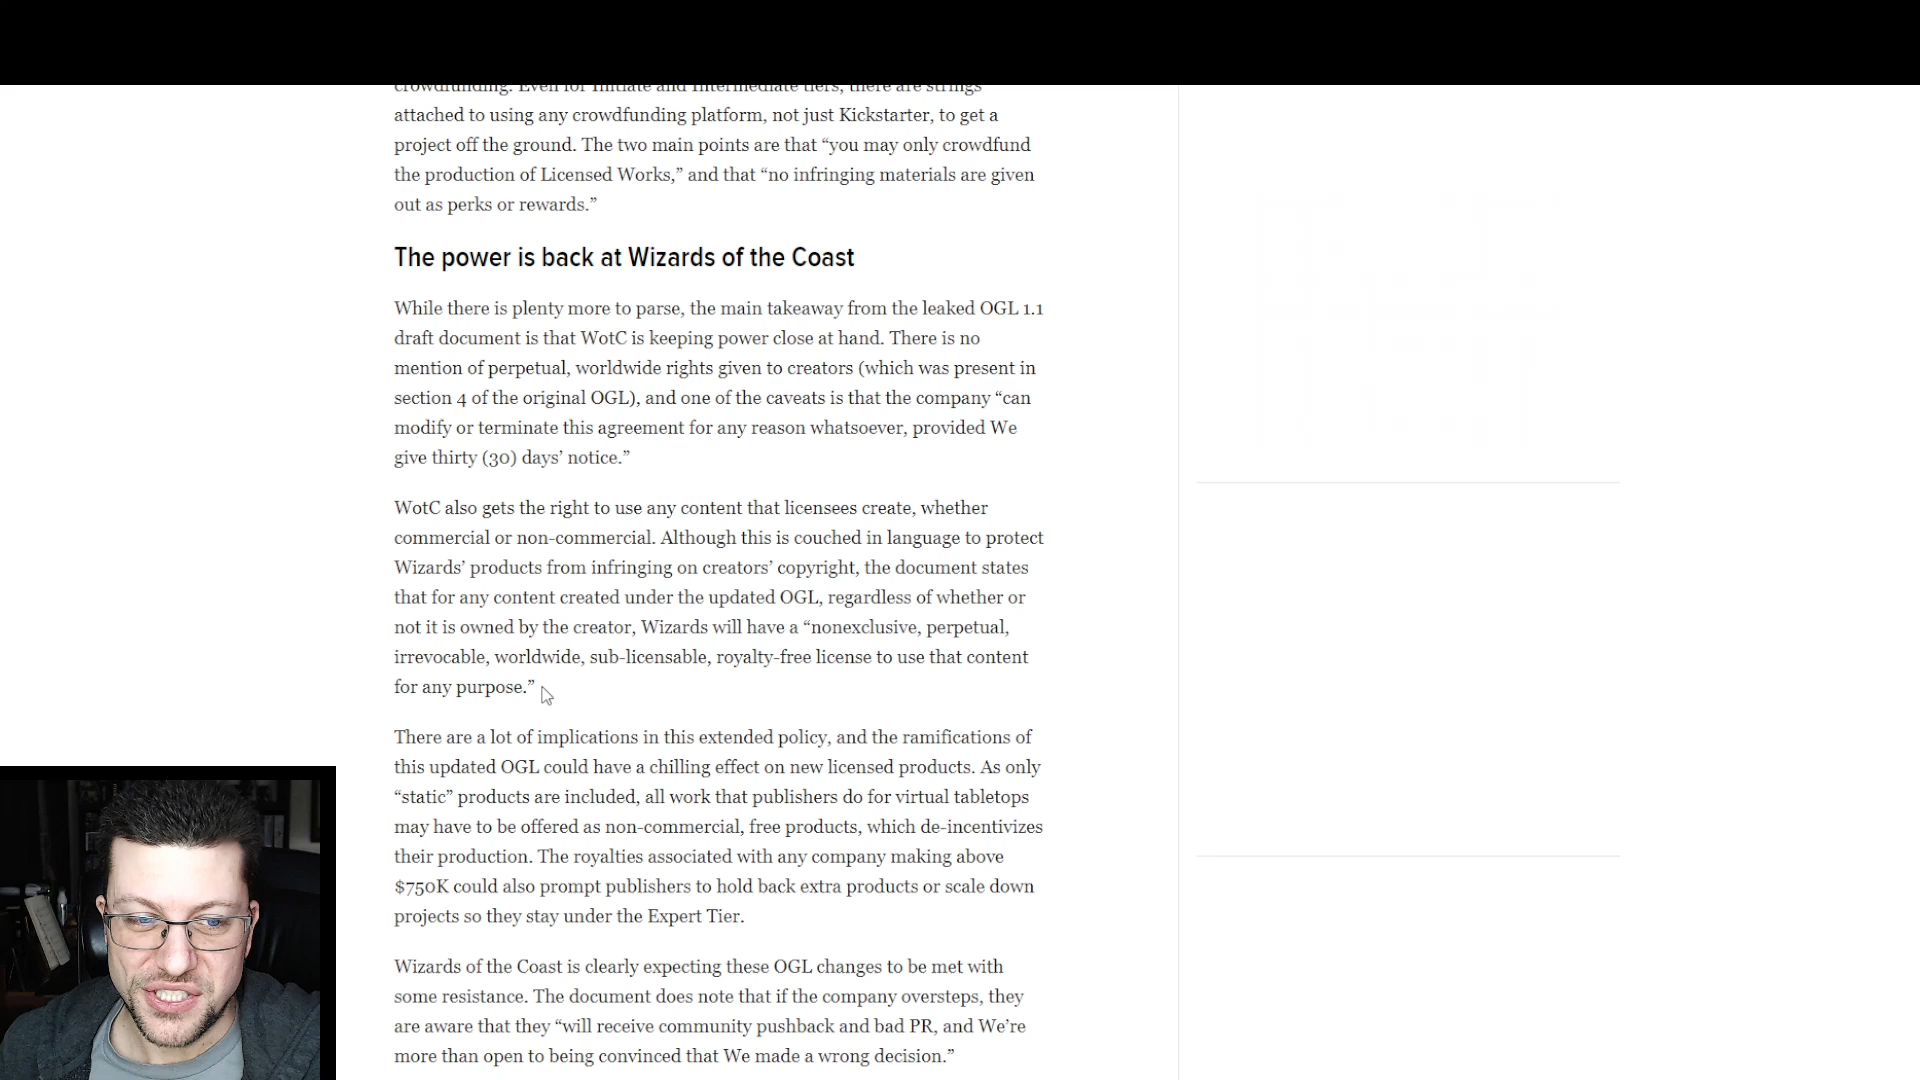 crowdfunding. Even for Initiate and Intermediate tiers, there are strings
attached to using any crowdfunding platform, not just Kickstarter, to get a
project off the ground. The two main points are that “you may only crowdfund
the production of Licensed Works,” and that “no infringing materials are given
out as perks or rewards.”
The power is back at Wizards of the Coast
While there is plenty more to parse, the main takeaway from the leaked OGL 1.1
draft document is that WotC is keeping power close at hand. There is no
mention of perpetual, worldwide rights given to creators (which was present in
section 4 of the original OGL), and one of the caveats is that the company “can
modify or terminate this agreement for any reason whatsoever, provided We
give thirty (30) days’ notice.”
WotC also gets the right to use any content that licensees create, whether
commercial or non-commercial. Although this is couched in language to protect
Wizards’ products from infringing on creators’ copyright, the document states
that for any content created under the updated OGL, regardless of whether or
not it is owned by the creator, Wizards will have a “nonexclusive, perpetual,
irrevocable, worldwide, sub-licensable, royalty-free license to use that content
for any purpose.”
There are a lot of implications in this extended policy, and the ramifications of
this updated OGL could have a chilling effect on new licensed products. As only
“static” products are included, all work that publishers do for virtual tabletops
may have to be offered as non-commercial, free products, which de-incentivizes
their production. The royalties associated with any company making above
$750K could also prompt publishers to hold back extra products or scale down
projects so they stay under the Expert Tier.
Wizards of the Coast is clearly expecting these OGL changes to be met with
some resistance. The document does note that if the company oversteps, they
are aware that they “will receive community pushback and bad PR, and We’re
more than open to being convinced that We made a wrong decision.”